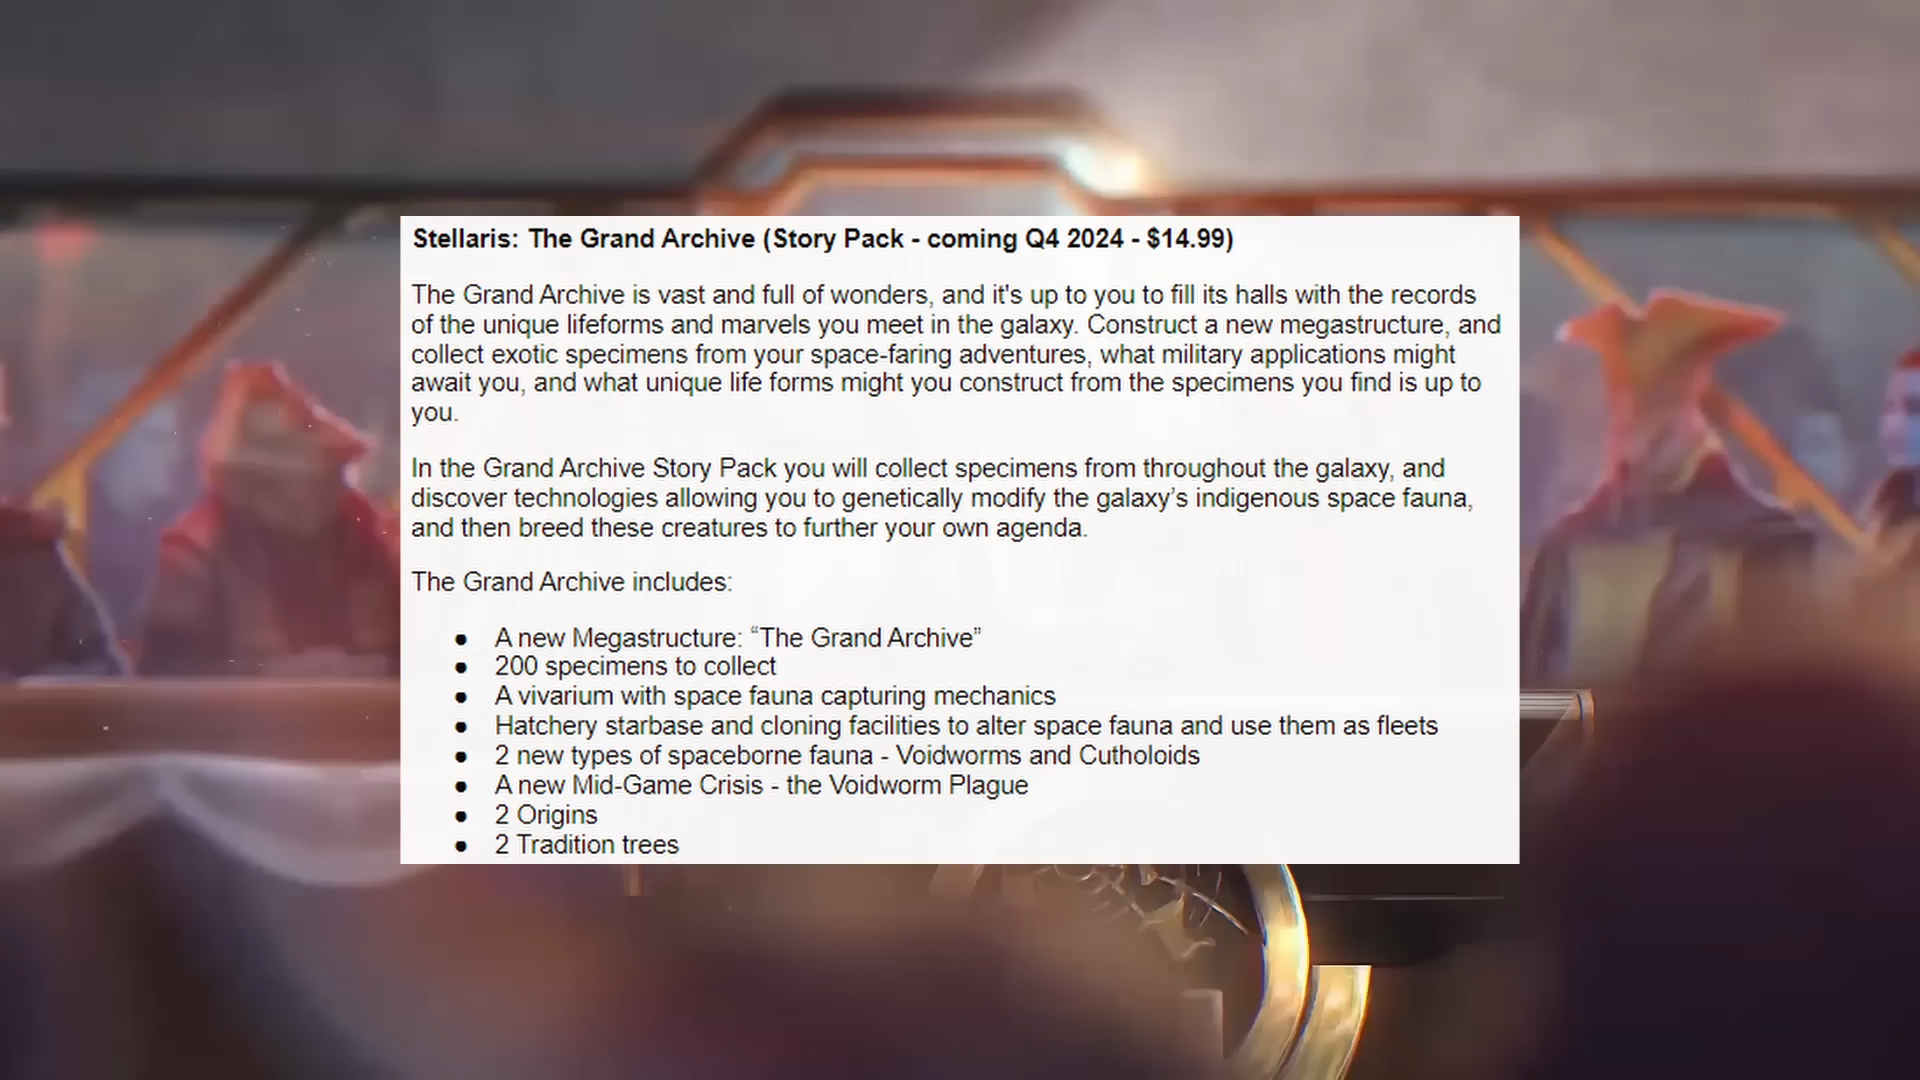 Stellaris: The Grand Archive (Story Pack - coming Q4 2024 - $14.99)
The Grand Archive is vast and full of wonders, and it's up to you to fill its halls with the records
of the unique lifeforms and marvels you meet in the galaxy. Construct a new megastructure, and
collect exotic specimens from your space-faring adventures, what military applications might
await you, and what unique life forms might you construct from the specimens you find is up to
you.
In the Grand Archive Story Pack you will collect specimens from throughout the galaxy, and
discover technologies allowing you to genetically modify the galaxy’s indigenous space fauna,
and then breed these creatures to further your own agenda.
The Grand Archive includes:
● A new Megastructure: “The Grand Archive”
● 200 specimens to collect
● A vivarium with space fauna capturing mechanics
● Hatchery starbase and cloning facilities to alter space fauna and use them as fleets
● 2 new types of spaceborne fauna - Voidworms and Cutholoids
● A new Mid-Game Crisis - the Voidworm Plague
● 2 Origins
● 2 Tradition trees